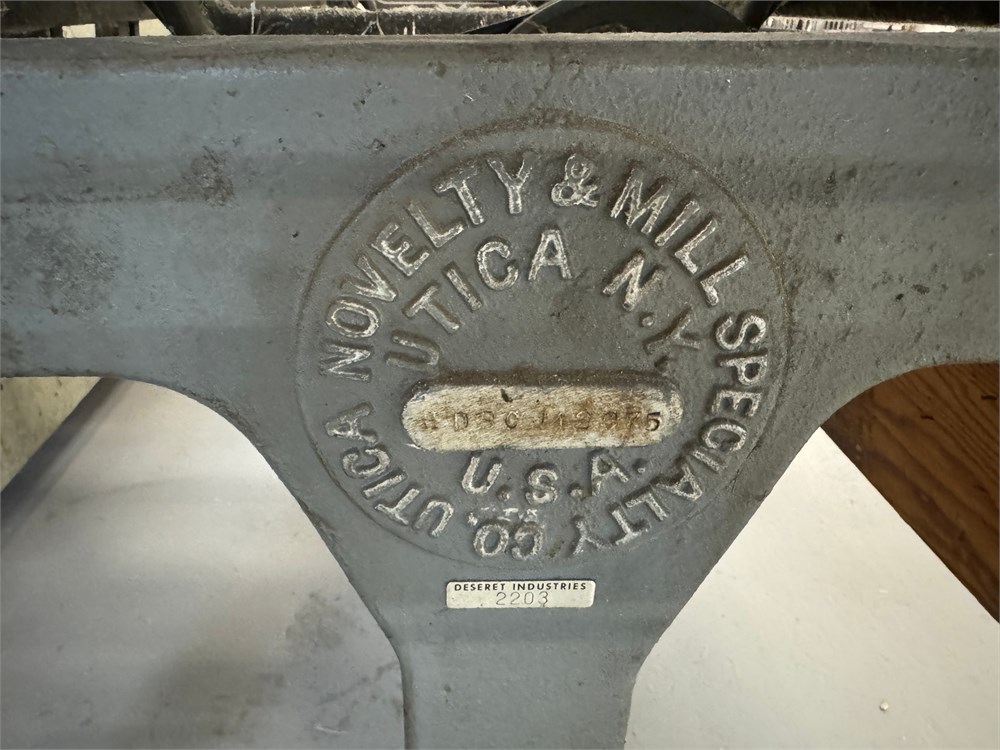 UTICA NOVELTY & MILL SPECIALTY CO.
UTICA N.Y.
U.S.A.
DESERET INDUSTRIES
2203